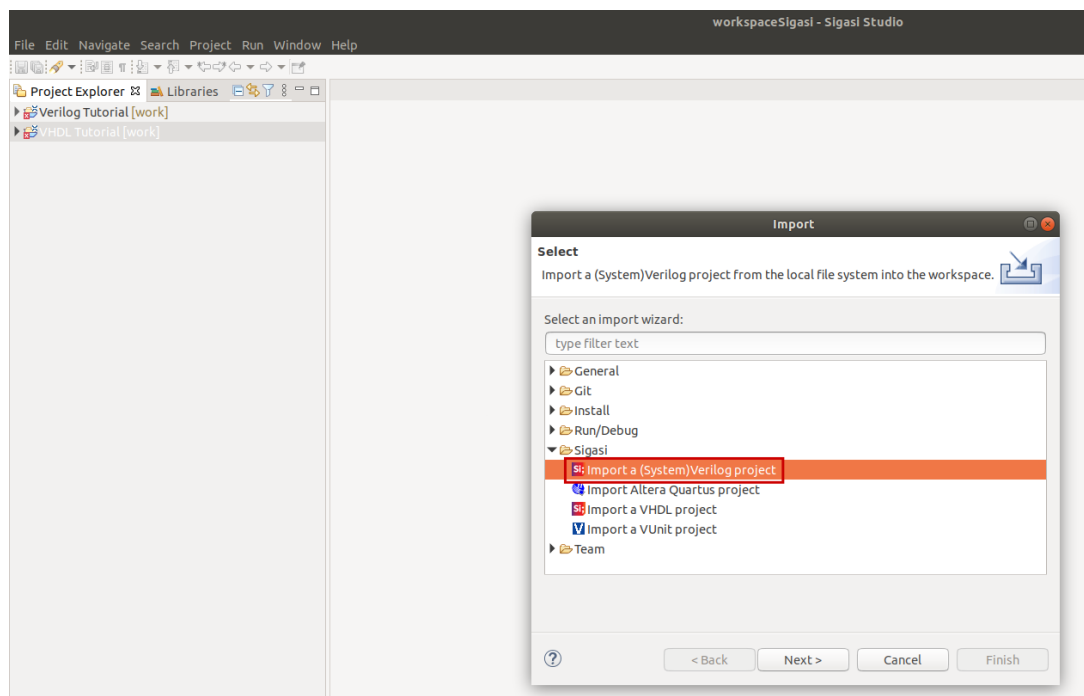 workspaceSigasi - Sigasi Studio
File Edit Navigate Search Project Run Window Help
Project Explorer Libraries
Verilog Tutorial [work]
VHDL Tutorial [work]
Import
Select
Import a (System)Verilog project from the local file system into the workspace.
Select an import wizard:
type filter text
General
Git
Install
Run/Debug
Sigasi
Si; Import a (System)Verilog project
Import Altera Quartus project
Si; Import a VHDL project
V Import a VUnit project
Team
? < Back Next > Cancel Finish